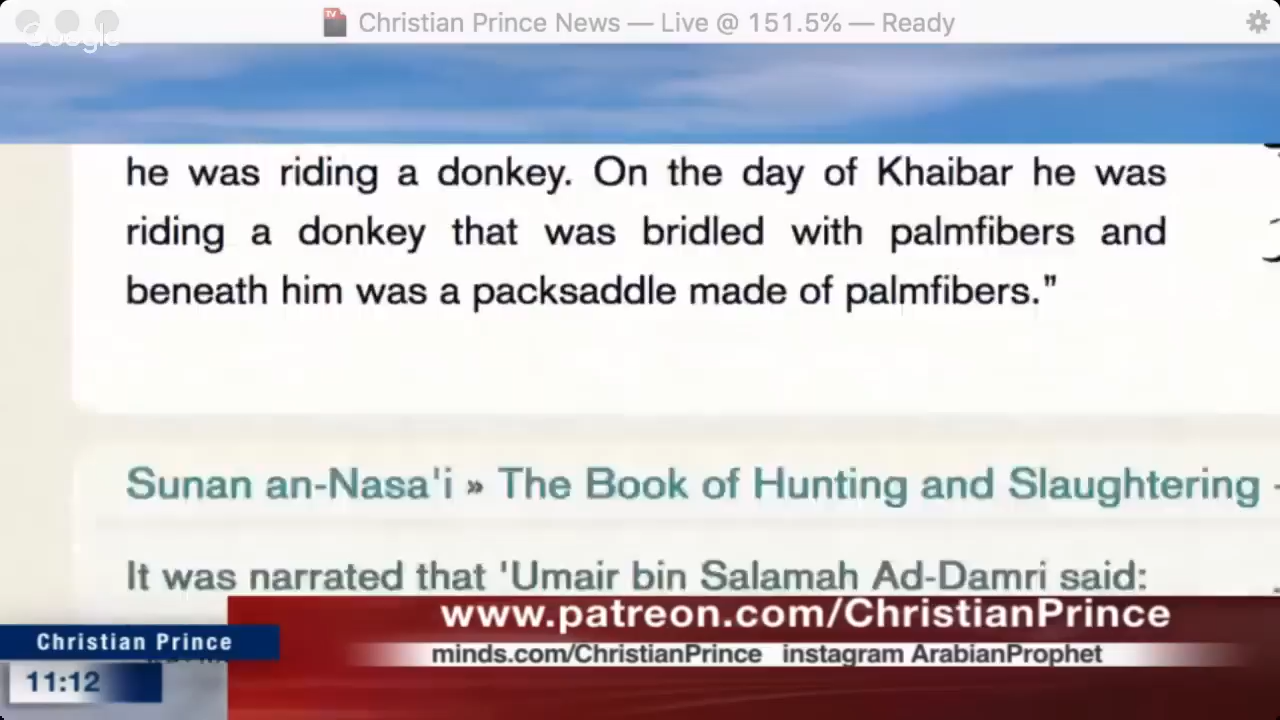 Christian Prince News — Live @ 151.5% — Ready
Google
he was riding a donkey. On the day of Khaibar he was
riding a donkey that was bridled with palmfibers and
beneath him was a packsaddle made of palmfibers.”
Sunan an-Nasa'i » The Book of Hunting and Slaughtering -
It was narrated that 'Umair bin Salamah Ad-Damri said:
www.patreon.com/ChristianPrince
Christian Prince
minds.com/ChristianPrince instagram ArabianProphet
11:12